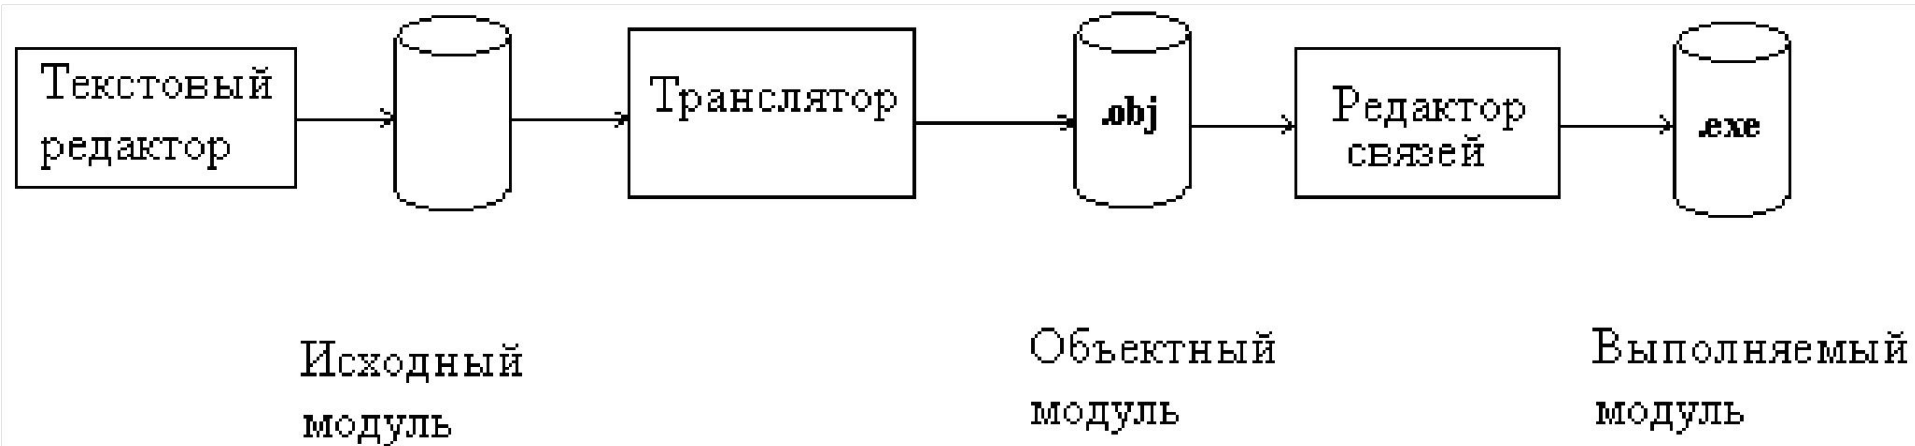 Текстовый
редактор
Транслятор
.obj
Редактор
связей
.exe
Исходный
модуль
Объектный
модуль
Выполняемый
модуль